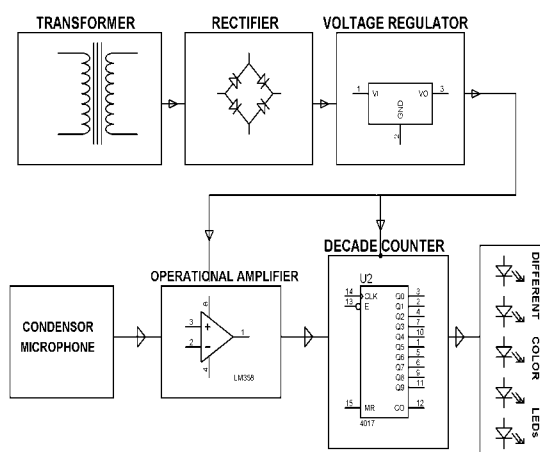 TRANSFORMER
RECTIFIER
VOLTAGE REGULATOR
1
VI
VO
3
GND
2
DECADE COUNTER
OPERATIONAL AMPLIFIER
CONDENSOR
MICROPHONE
3
2
8
4
1
LM358
U2
14
CLK
13
E
15
MR
Q0
3
Q1
2
Q2
4
Q3
7
Q4
10
Q5
1
Q6
5
Q7
6
Q8
9
Q9
11
CO
12
4017
DIFFERENT
COLOR
LEDs